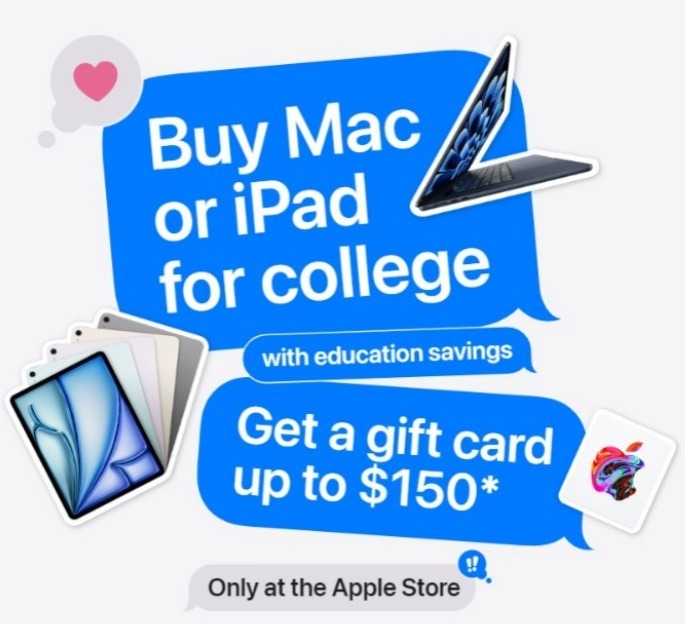 Buy Mac
or iPad
for college
with education savings
Get a gift card
up to $150*
!!
Only at the Apple Store